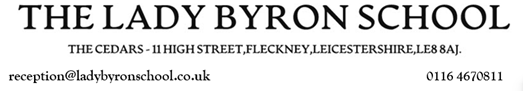 THE LADY BYRON SCHOOL
THE CEDARS - 11 HIGH STREET,FLECKNEY,LEICESTERSHIRE,LE8 8AJ.
reception@ladybyronschool.co.uk 0116 4670811